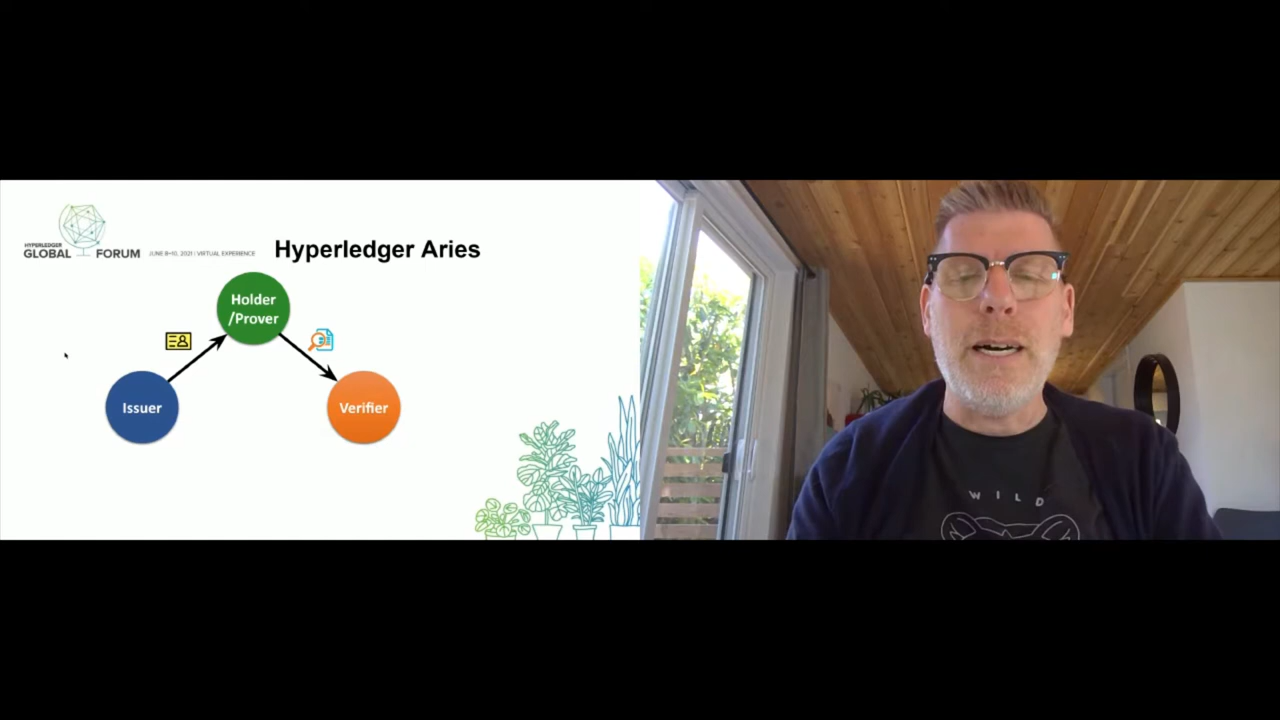 HYPERLEDGER
GLOBAL FORUM
JUNE 8-10, 2021 | VIRTUAL EXPERIENCE
Hyperledger Aries
Holder
/Prover
Issuer
Verifier
WILD